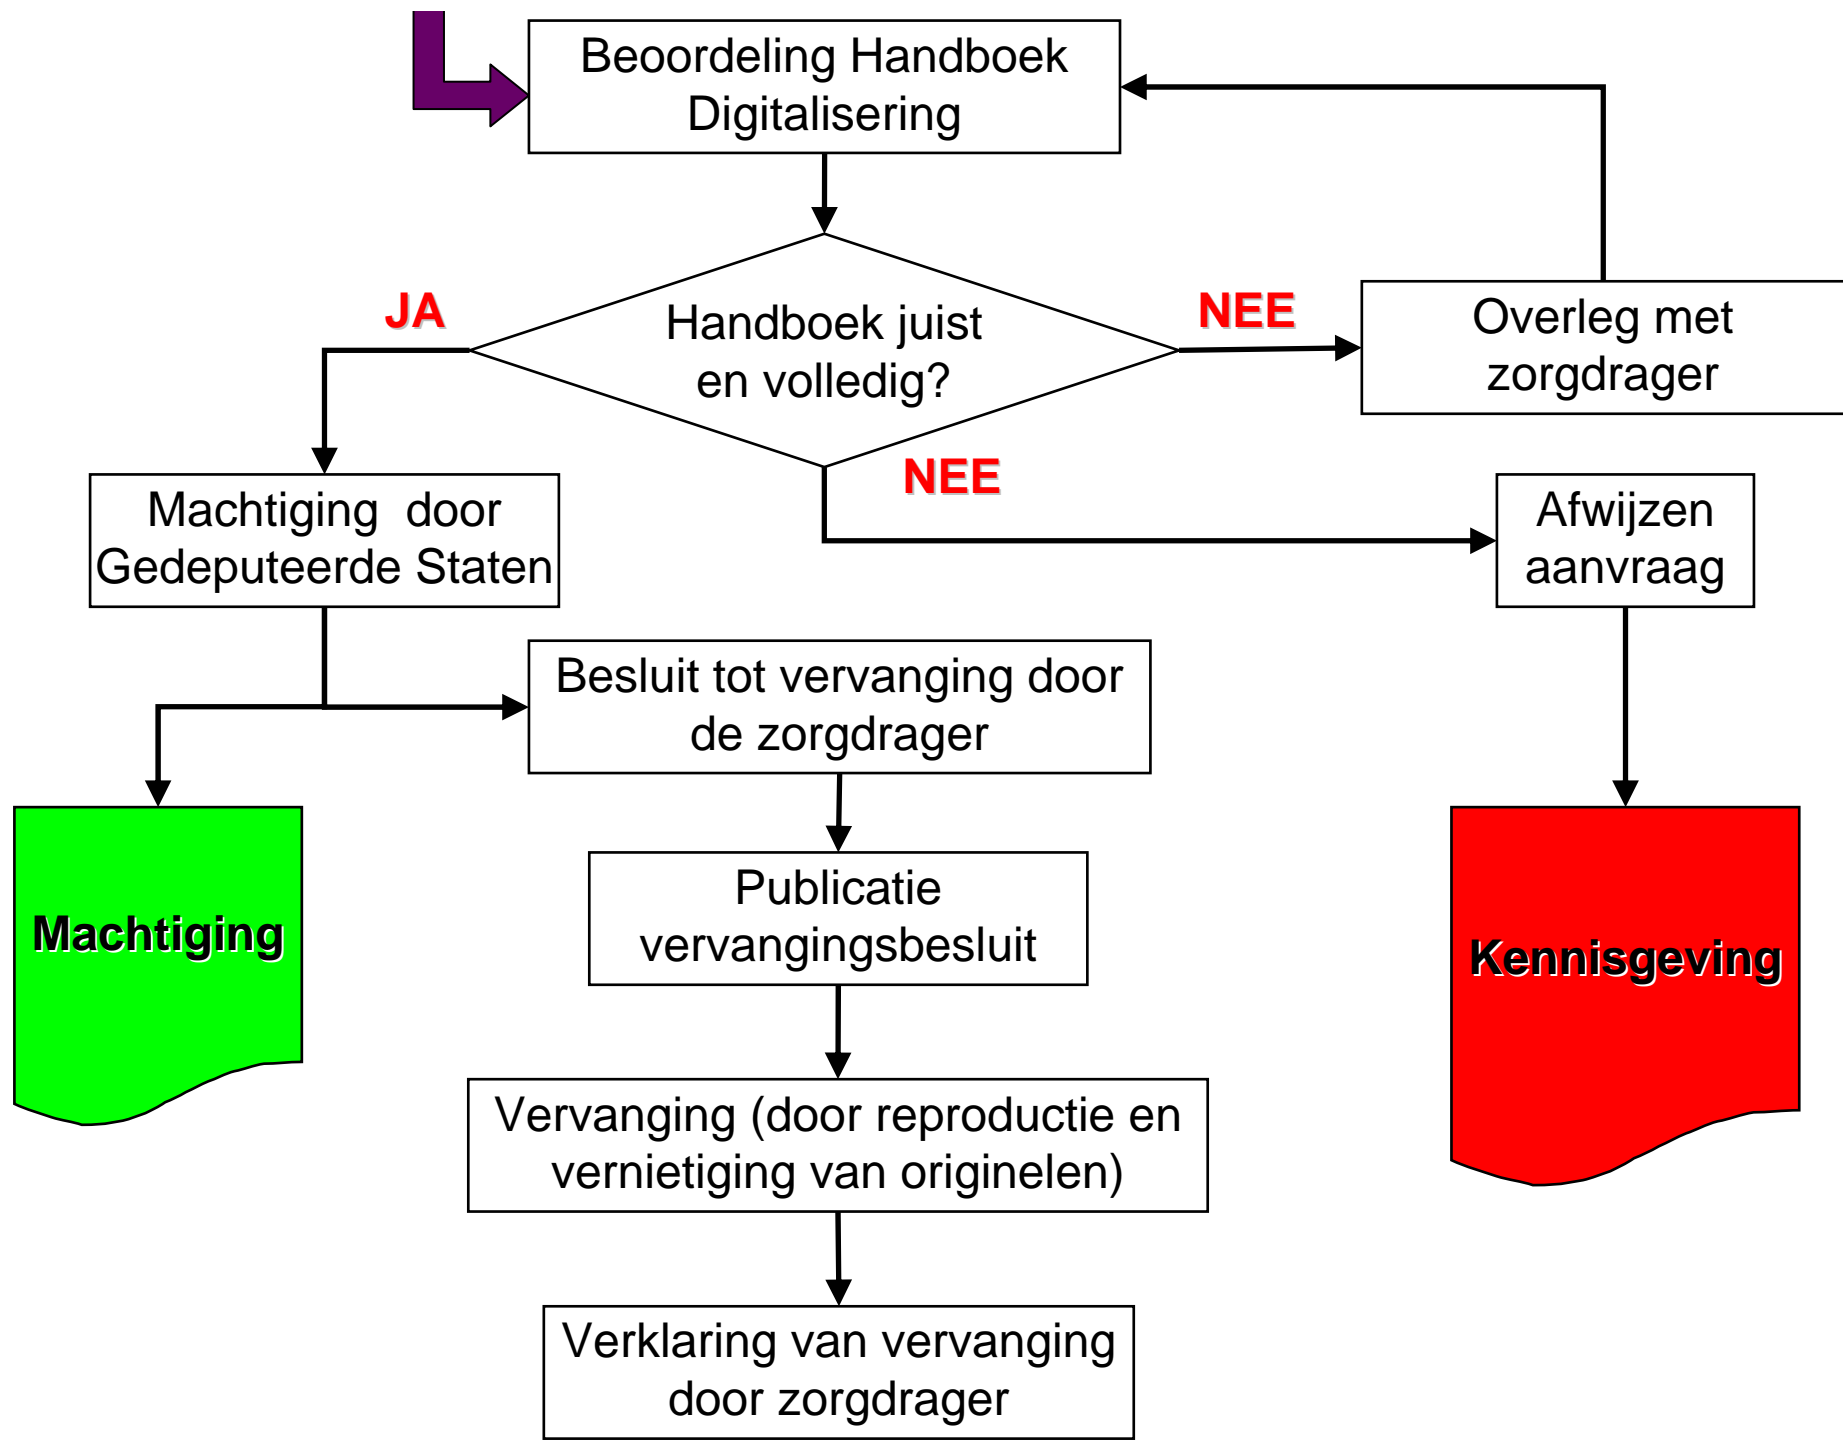 Beoordeling Handboek
Digitalisering
JA
Handboek juist
en volledig?
NEE
Overleg met
zorgdrager
NEE
Machtiging door
Gedeputeerde Staten
Afwijzen
aanvraag
Besluit tot vervanging door
de zorgdrager
Machtiging
Publicatie
vervangingsbesluit
Kennisgeving
Vervanging (door reproductie en
vernietiging van originelen)
Verklaring van vervanging
door zorgdrager